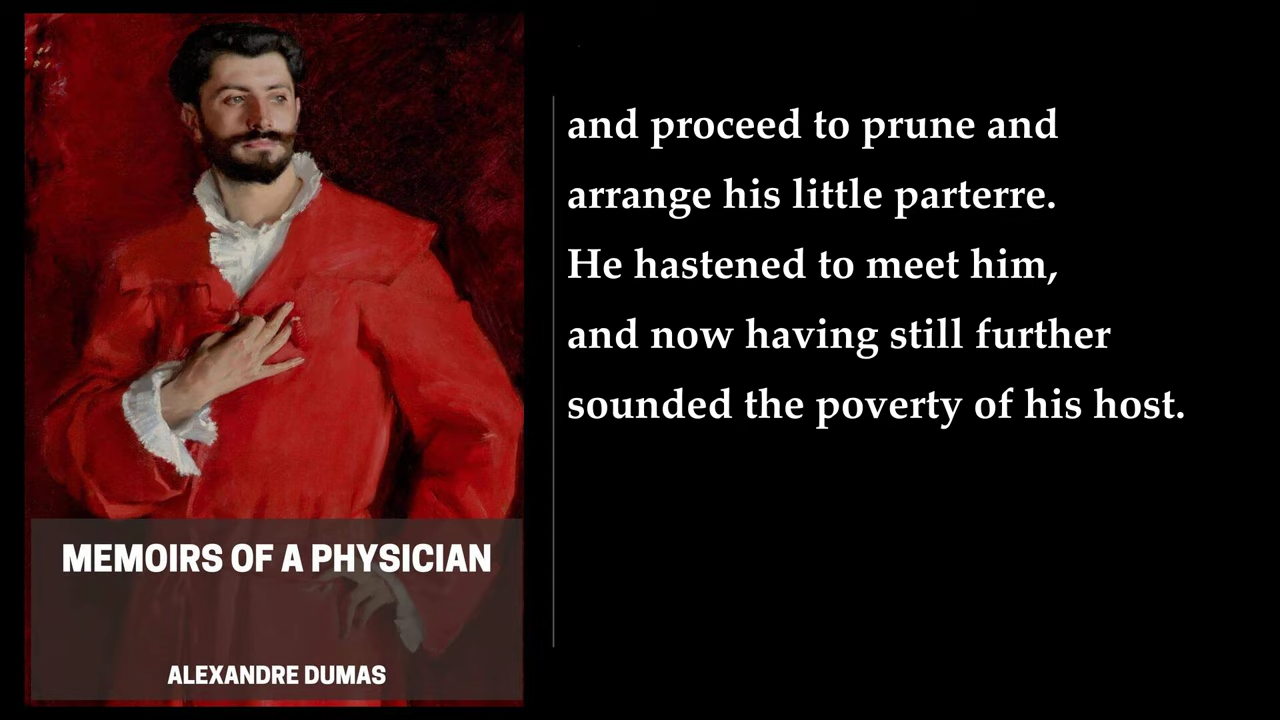 and proceed to prune and
arrange his little parterre.
He hastened to meet him,
and now having still further
sounded the poverty of his host.
MEMOIRS OF A PHYSICIAN
ALEXANDRE DUMAS